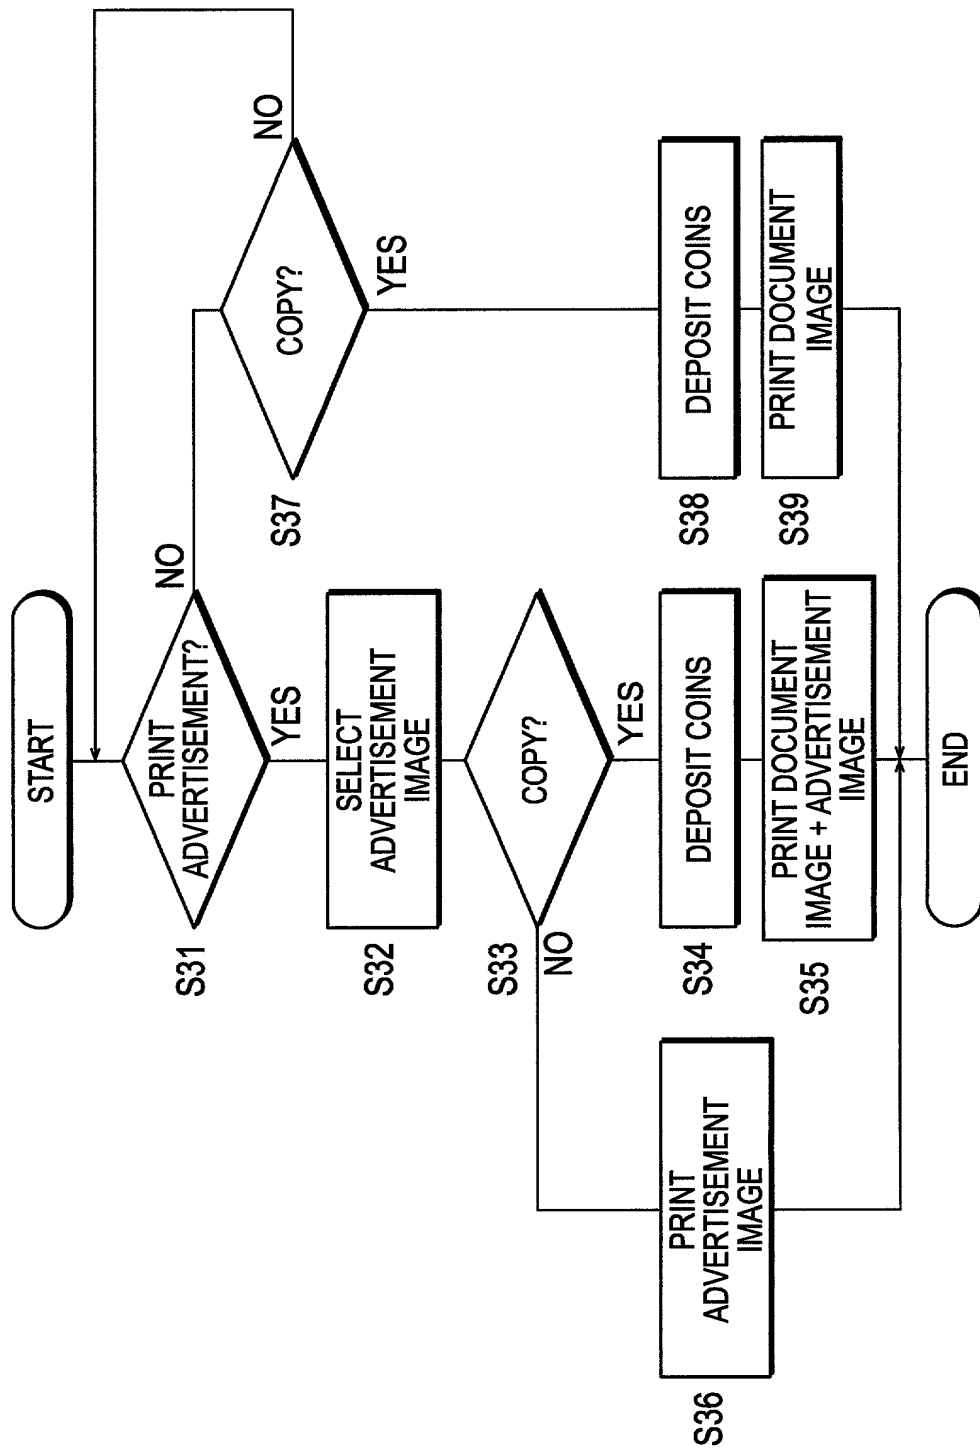 START
S31
PRINT
ADVERTISEMENT?
NO
YES
S32
SELECT
ADVERTISEMENT
IMAGE
S33
COPY?
NO
YES
S34
DEPOSIT COINS
S35
PRINT DOCUMENT
IMAGE + ADVERTISEMENT
IMAGE
S36
PRINT
ADVERTISEMENT
IMAGE
S37
COPY?
NO
YES
S38
DEPOSIT COINS
S39
PRINT DOCUMENT
IMAGE
END